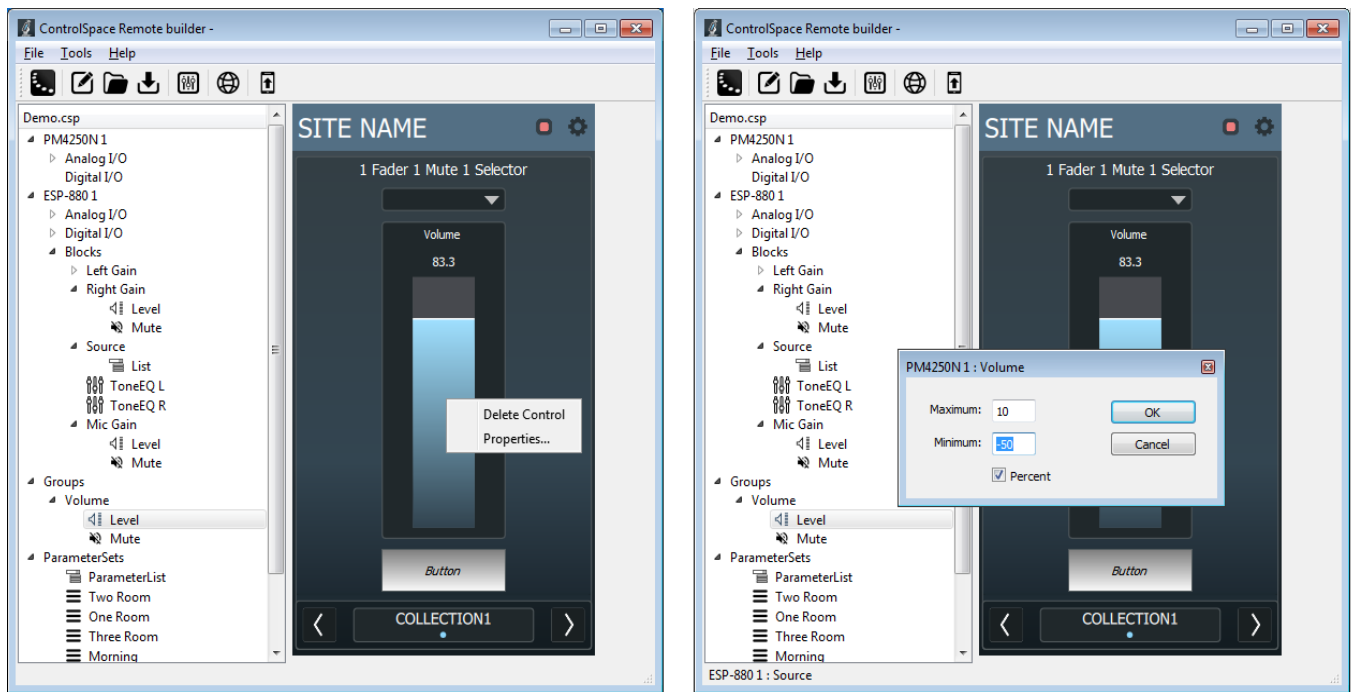 ControlSpace Remote builder -
File Tools Help
Demo.csp
PM4250N 1
Analog I/O
Digital I/O
ESP-880 1
Analog I/O
Digital I/O
Blocks
Left Gain
Right Gain
Level
Mute
Source
List
ToneEQ L
ToneEQ R
Mic Gain
Level
Mute
Groups
Volume
Level
Mute
ParameterSets
ParameterList
Two Room
One Room
Three Room
Morning
SITE NAME
1 Fader 1 Mute 1 Selector
Volume
83.3
Delete Control
Properties...
Button
COLLECTION1
ControlSpace Remote builder -
File Tools Help
Demo.csp
PM4250N 1
Analog I/O
Digital I/O
ESP-880 1
Analog I/O
Digital I/O
Blocks
Left Gain
Right Gain
Level
Mute
Source
List
ToneEQ L
ToneEQ R
Mic Gain
Level
Mute
Groups
Volume
Level
Mute
ParameterSets
ParameterList
Two Room
One Room
Three Room
Morning
SITE NAME
1 Fader 1 Mute 1 Selector
Volume
83.3
PM4250N 1 : Volume
Maximum: 10 OK
Minimum: -50 Cancel
Percent
Button
COLLECTION1
ESP-880 1 : Source